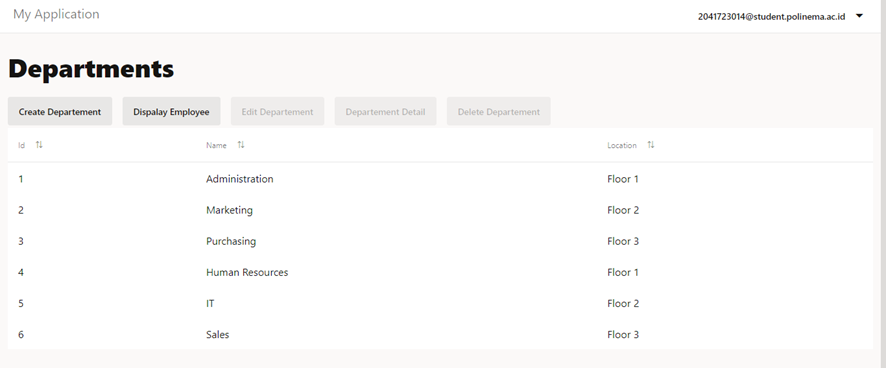 My Application 2041723014@student.polinema.ac.id
Departments
Create Departement Dispalay Employee Edit Departement Departement Detail Delete Departement
Id Name Location
1 Administration Floor 1
2 Marketing Floor 2
3 Purchasing Floor 3
4 Human Resources Floor 1
5 IT Floor 2
6 Sales Floor 3